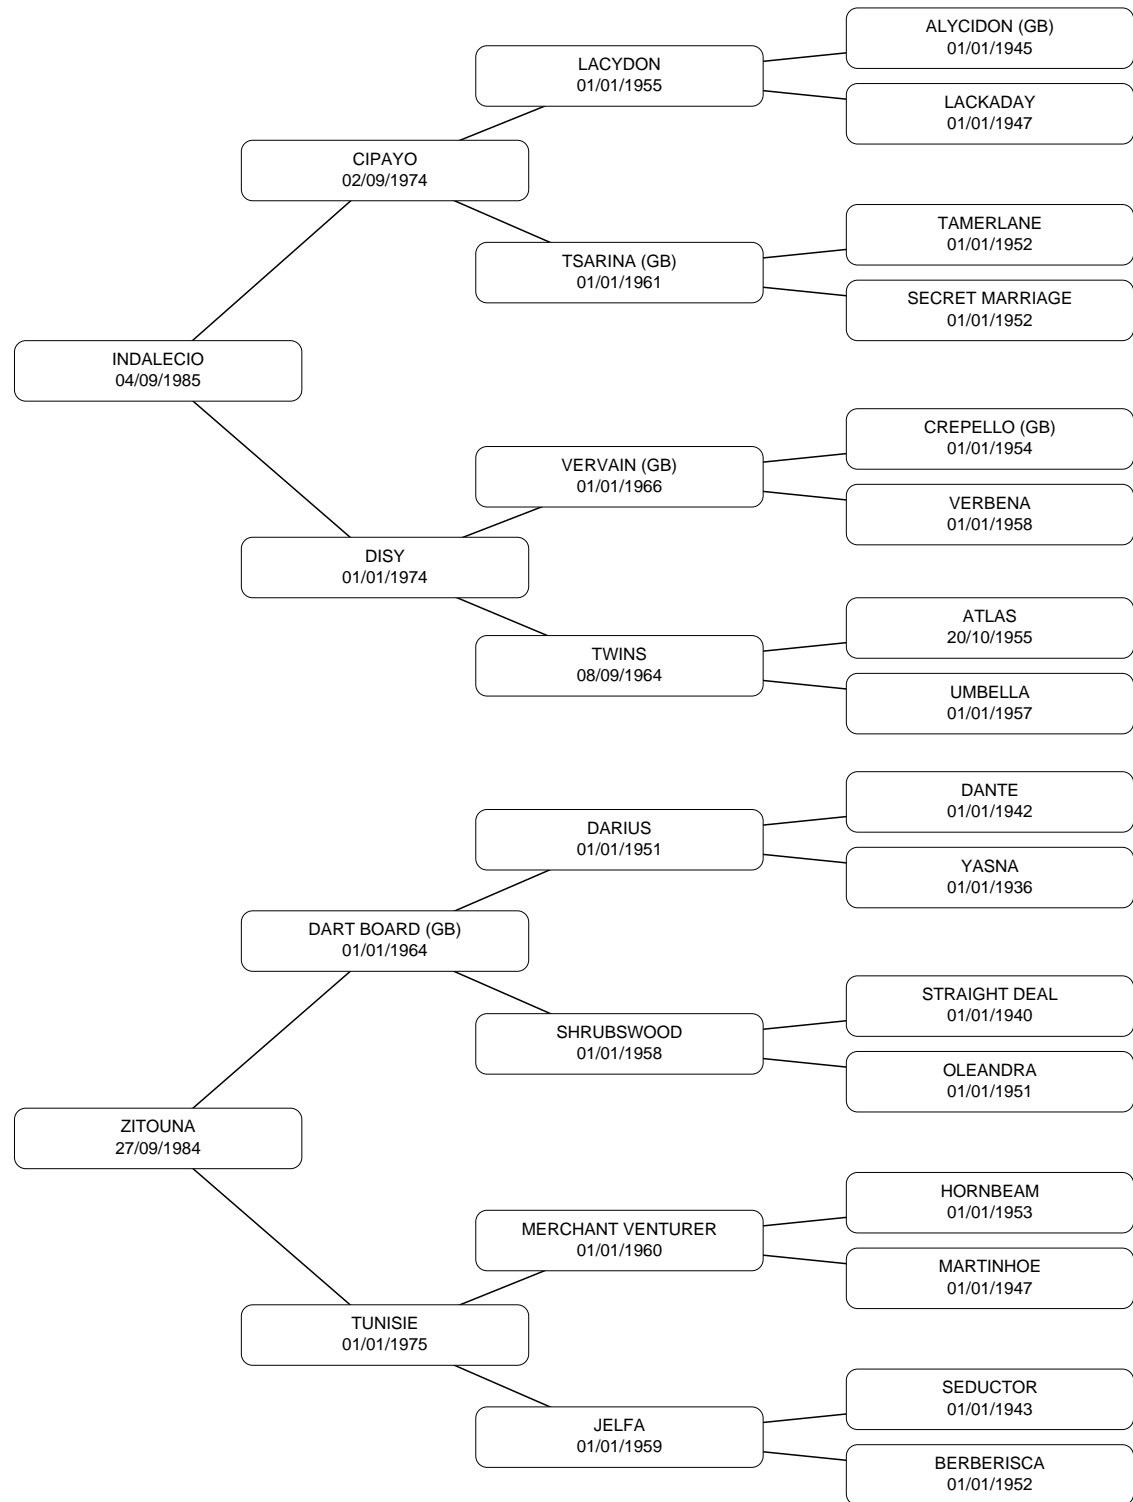 ALYCIDON (GB)
01/01/1945
LACYDON
01/01/1955
LACKADAY
01/01/1947
CIPAYO
02/09/1974
TAMERLANE
01/01/1952
TSARINA (GB)
01/01/1961
SECRET MARRIAGE
01/01/1952
INDALECIO
04/09/1985
CREPELLO (GB)
01/01/1954
VERVAIN (GB)
01/01/1966
VERBENA
01/01/1958
DISY
01/01/1974
ATLAS
20/10/1955
TWINS
08/09/1964
UMBELLA
01/01/1957
DANTE
01/01/1942
DARIUS
01/01/1951
YASNA
01/01/1936
DART BOARD (GB)
01/01/1964
STRAIGHT DEAL
01/01/1940
SHRUBSWOOD
01/01/1958
OLEANDRA
01/01/1951
ZITOUNA
27/09/1984
HORNBEAM
01/01/1953
MERCHANT VENTURER
01/01/1960
MARTINHOE
01/01/1947
TUNISIE
01/01/1975
SEDUCTOR
01/01/1943
JELFA
01/01/1959
BERBERISCA
01/01/1952